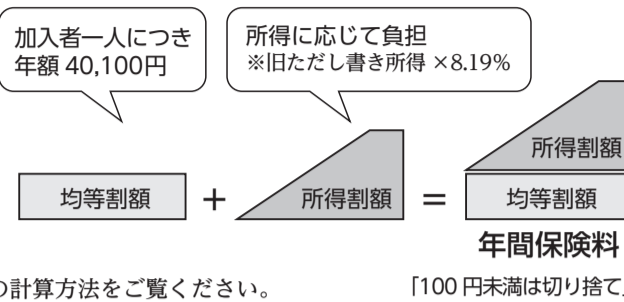 加入者一人につき
年額 40,100円
所得に応じて負担
※旧ただし書き所得 ×8.19%
均等割額
+
所得割額
=
所得割額
均等割額
年間保険料
の計算方法をご覧ください。
「100 円未満は切り捨て」